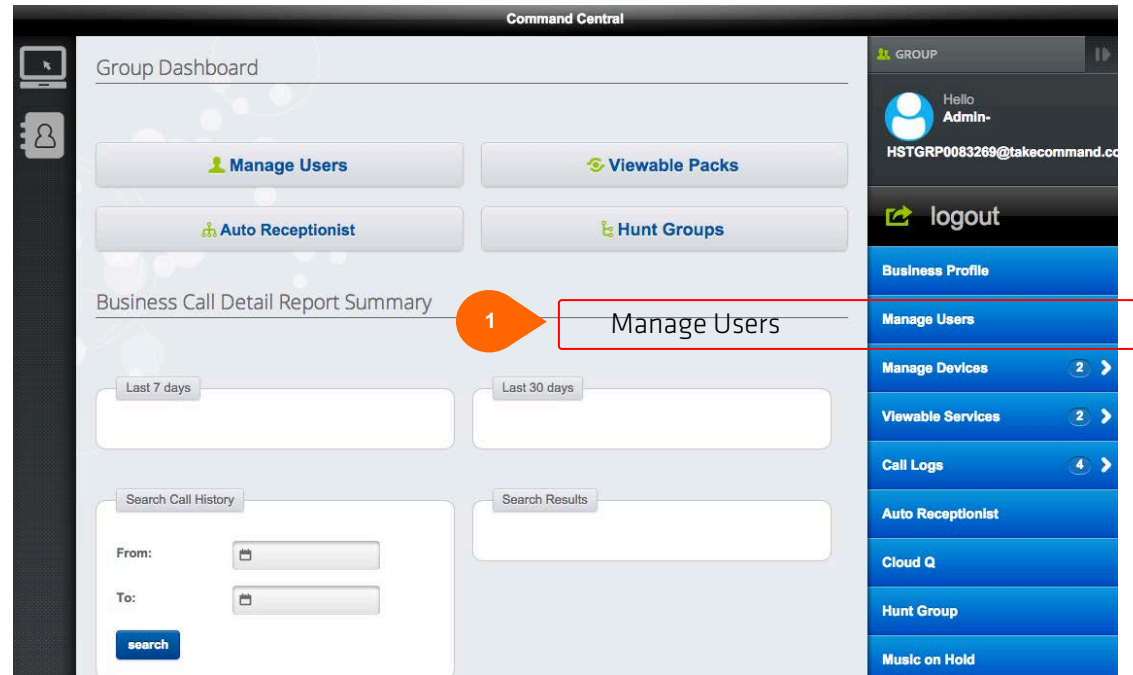 Command Central
Group Dashboard
Manage Users
Viewable Packs
Auto Receptionist
Hunt Groups
Business Call Detail Report Summary
1
Manage Users
Last 7 days
Last 30 days
Search Call History
Search Results
From:
To:
search
GROUP
Hello
Admin-
HSTGRP0083269@takecommand.cc
logout
Business Profile
Manage Users
Manage Devices 2
Viewable Services 2
Call Logs 4
Auto Receptionist
Cloud Q
Hunt Group
Music on Hold